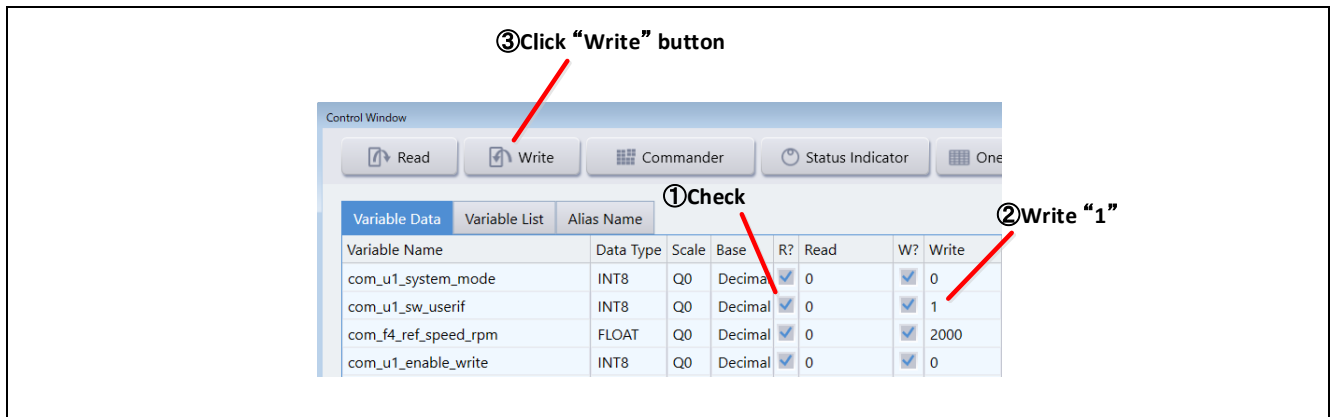 ③Click “Write” button
Control Window
Read Write Commander Status Indicator One
①Check
②Write “1”
Variable Data Variable List Alias Name
Variable Name Data Type Scale Base R? Read W? Write
com_u1_system_mode INT8 Q0 Decimal 0 0
com_u1_sw_userif INT8 Q0 Decimal 0 1
com_f4_ref_speed_rpm FLOAT Q0 Decimal 0 2000
com_u1_enable_write INT8 Q0 Decimal 0 0